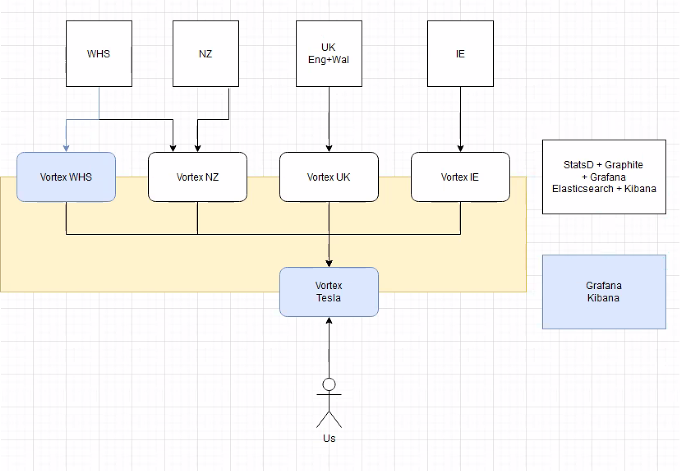 WHS
NZ
UK
Eng+Wal
IE
Vortex WHS
Vortex NZ
Vortex UK
Vortex IE
StatsD + Graphite
+ Grafana
Elasticsearch + Kibana
Vortex
Tesla
Grafana
Kibana
Us